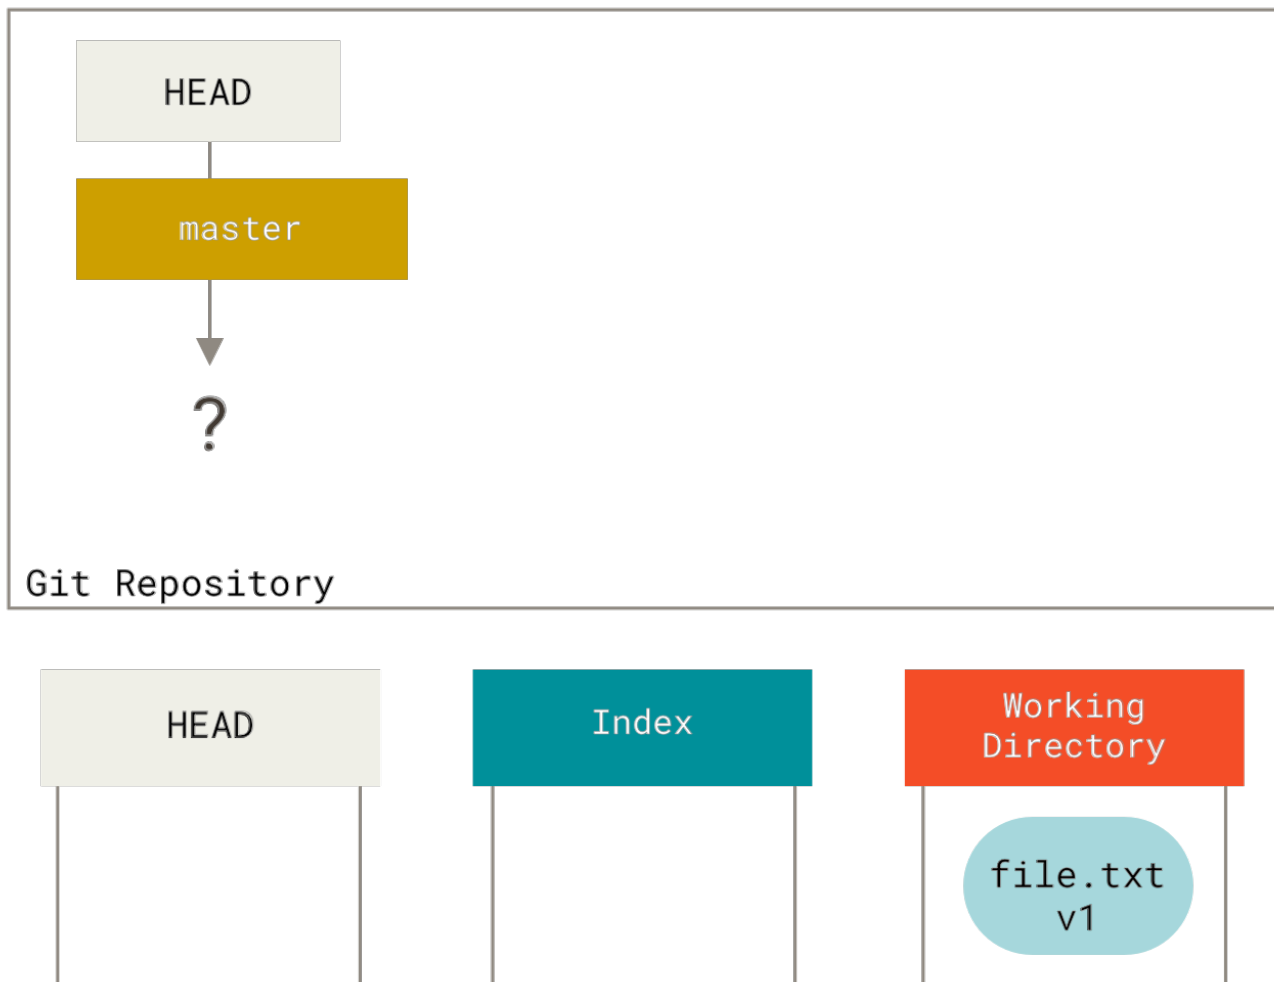 HEAD
master
?
Git Repository
HEAD
Index
Working
Directory
file.txt
v1